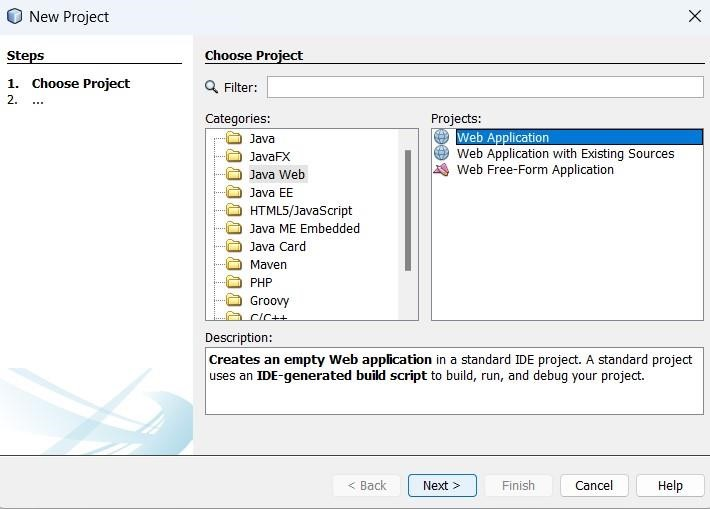 New Project
Steps
1. Choose Project
2. ...
Choose Project
Filter:
Categories:
Java
JavaFX
Java Web
Java EE
HTML5/JavaScript
Java ME Embedded
Java Card
Maven
PHP
Groovy
C/C++
Projects:
Web Application
Web Application with Existing Sources
Web Free-Form Application
Description:
Creates an empty Web application in a standard IDE project. A standard project
uses an IDE-generated build script to build, run, and debug your project.
< Back
Next >
Finish
Cancel
Help